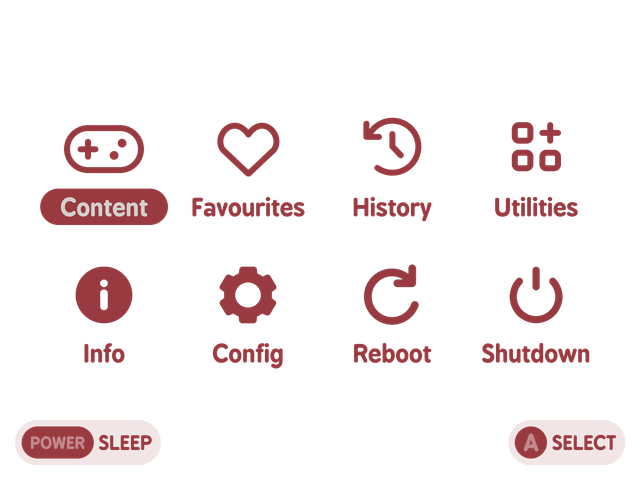 Content Favourites History Utilities
Info Config Reboot Shutdown
POWER SLEEP A SELECT